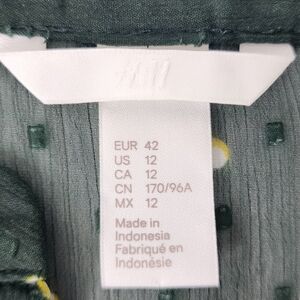 H&M
EUR 42
US 12
CA 12
CN 170/96A
MX 12
Made in
Indonesia
Fabriqué en
Indonésie